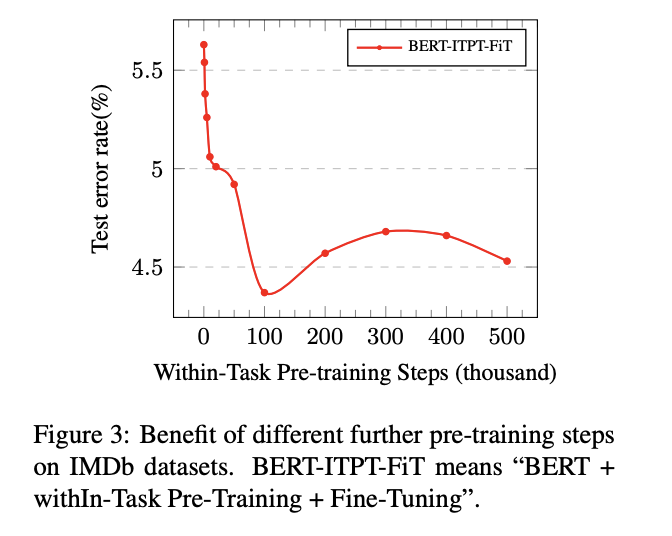 BERT-ITPT-FiT
5.5
5
4.5
Test error rate(%)
0 100 200 300 400 500
Within-Task Pre-training Steps (thousand)
Figure 3: Benefit of different further pre-training steps
on IMDb datasets. BERT-ITPT-FiT means “BERT +
withIn-Task Pre-Training + Fine-Tuning”.